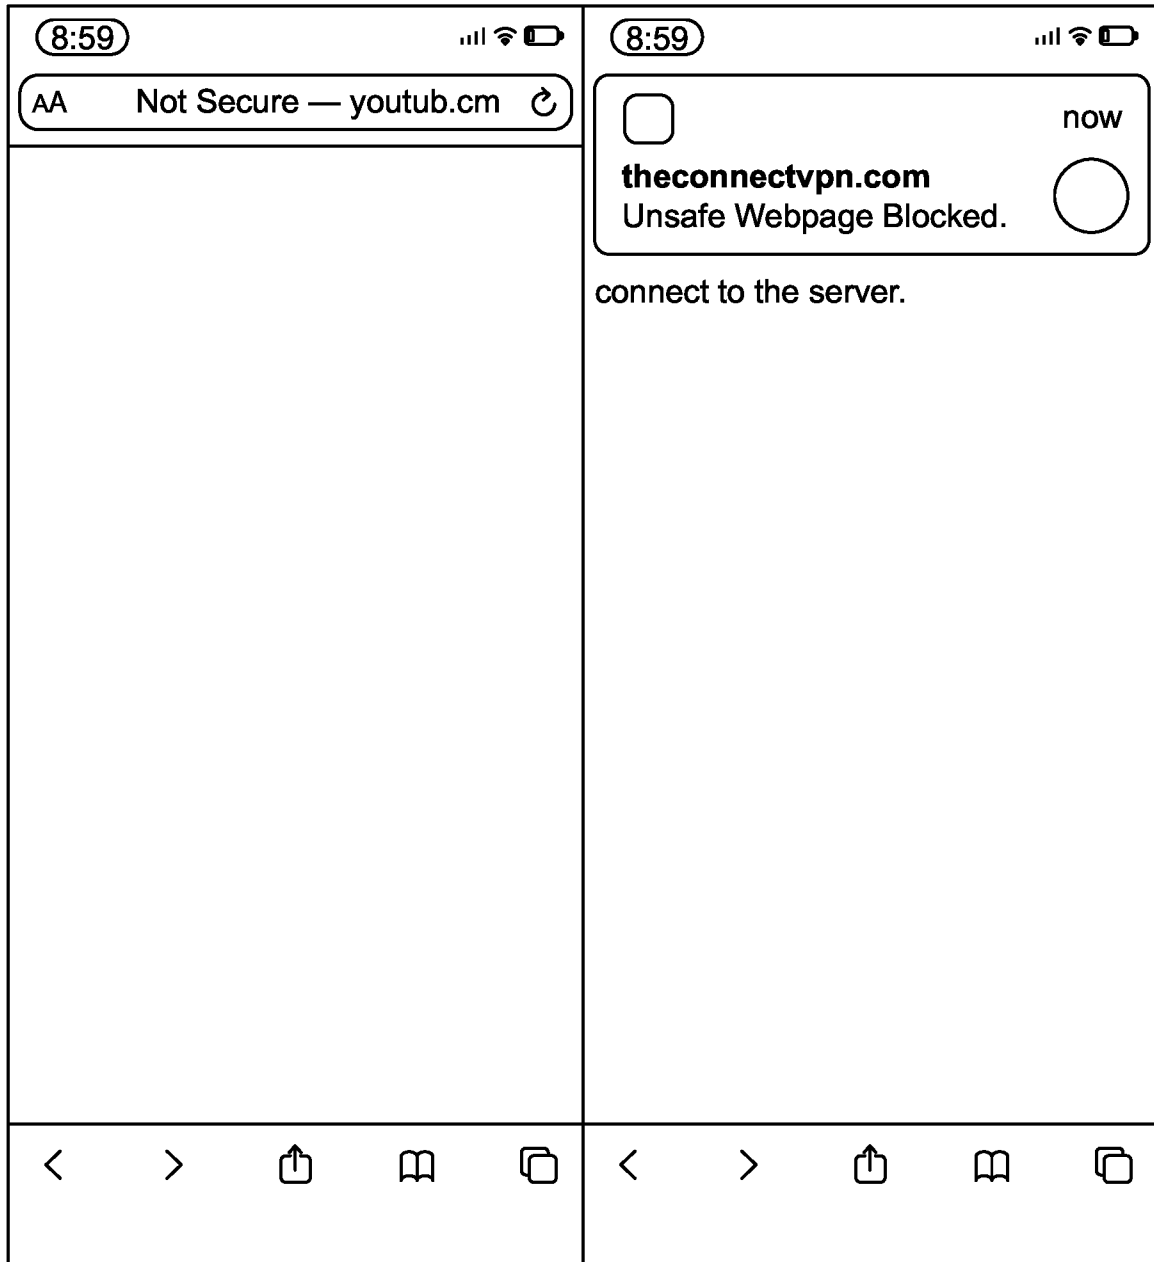 8:59
AA Not Secure — youtub.cm
8:59
now
theconnectvpn.com
Unsafe Webpage Blocked.
connect to the server.